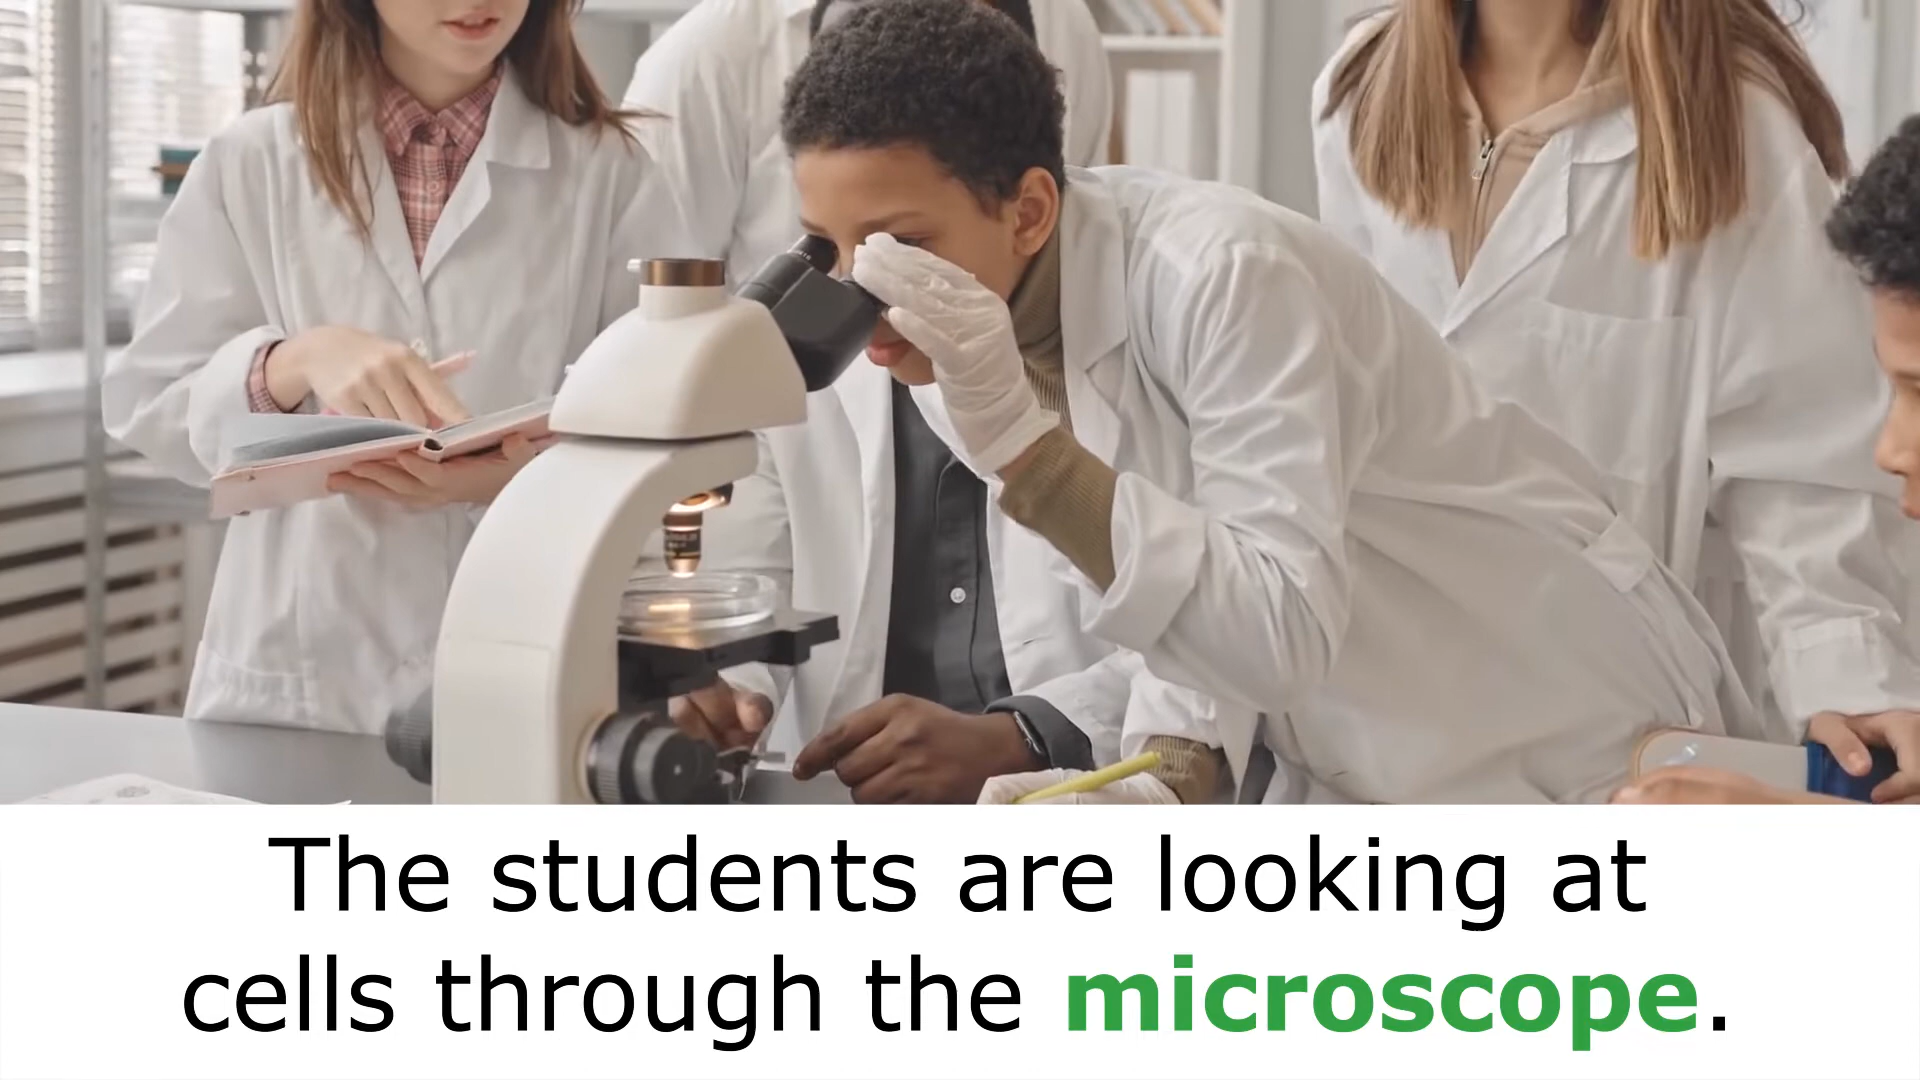 The students are looking at
cells through the microscope.